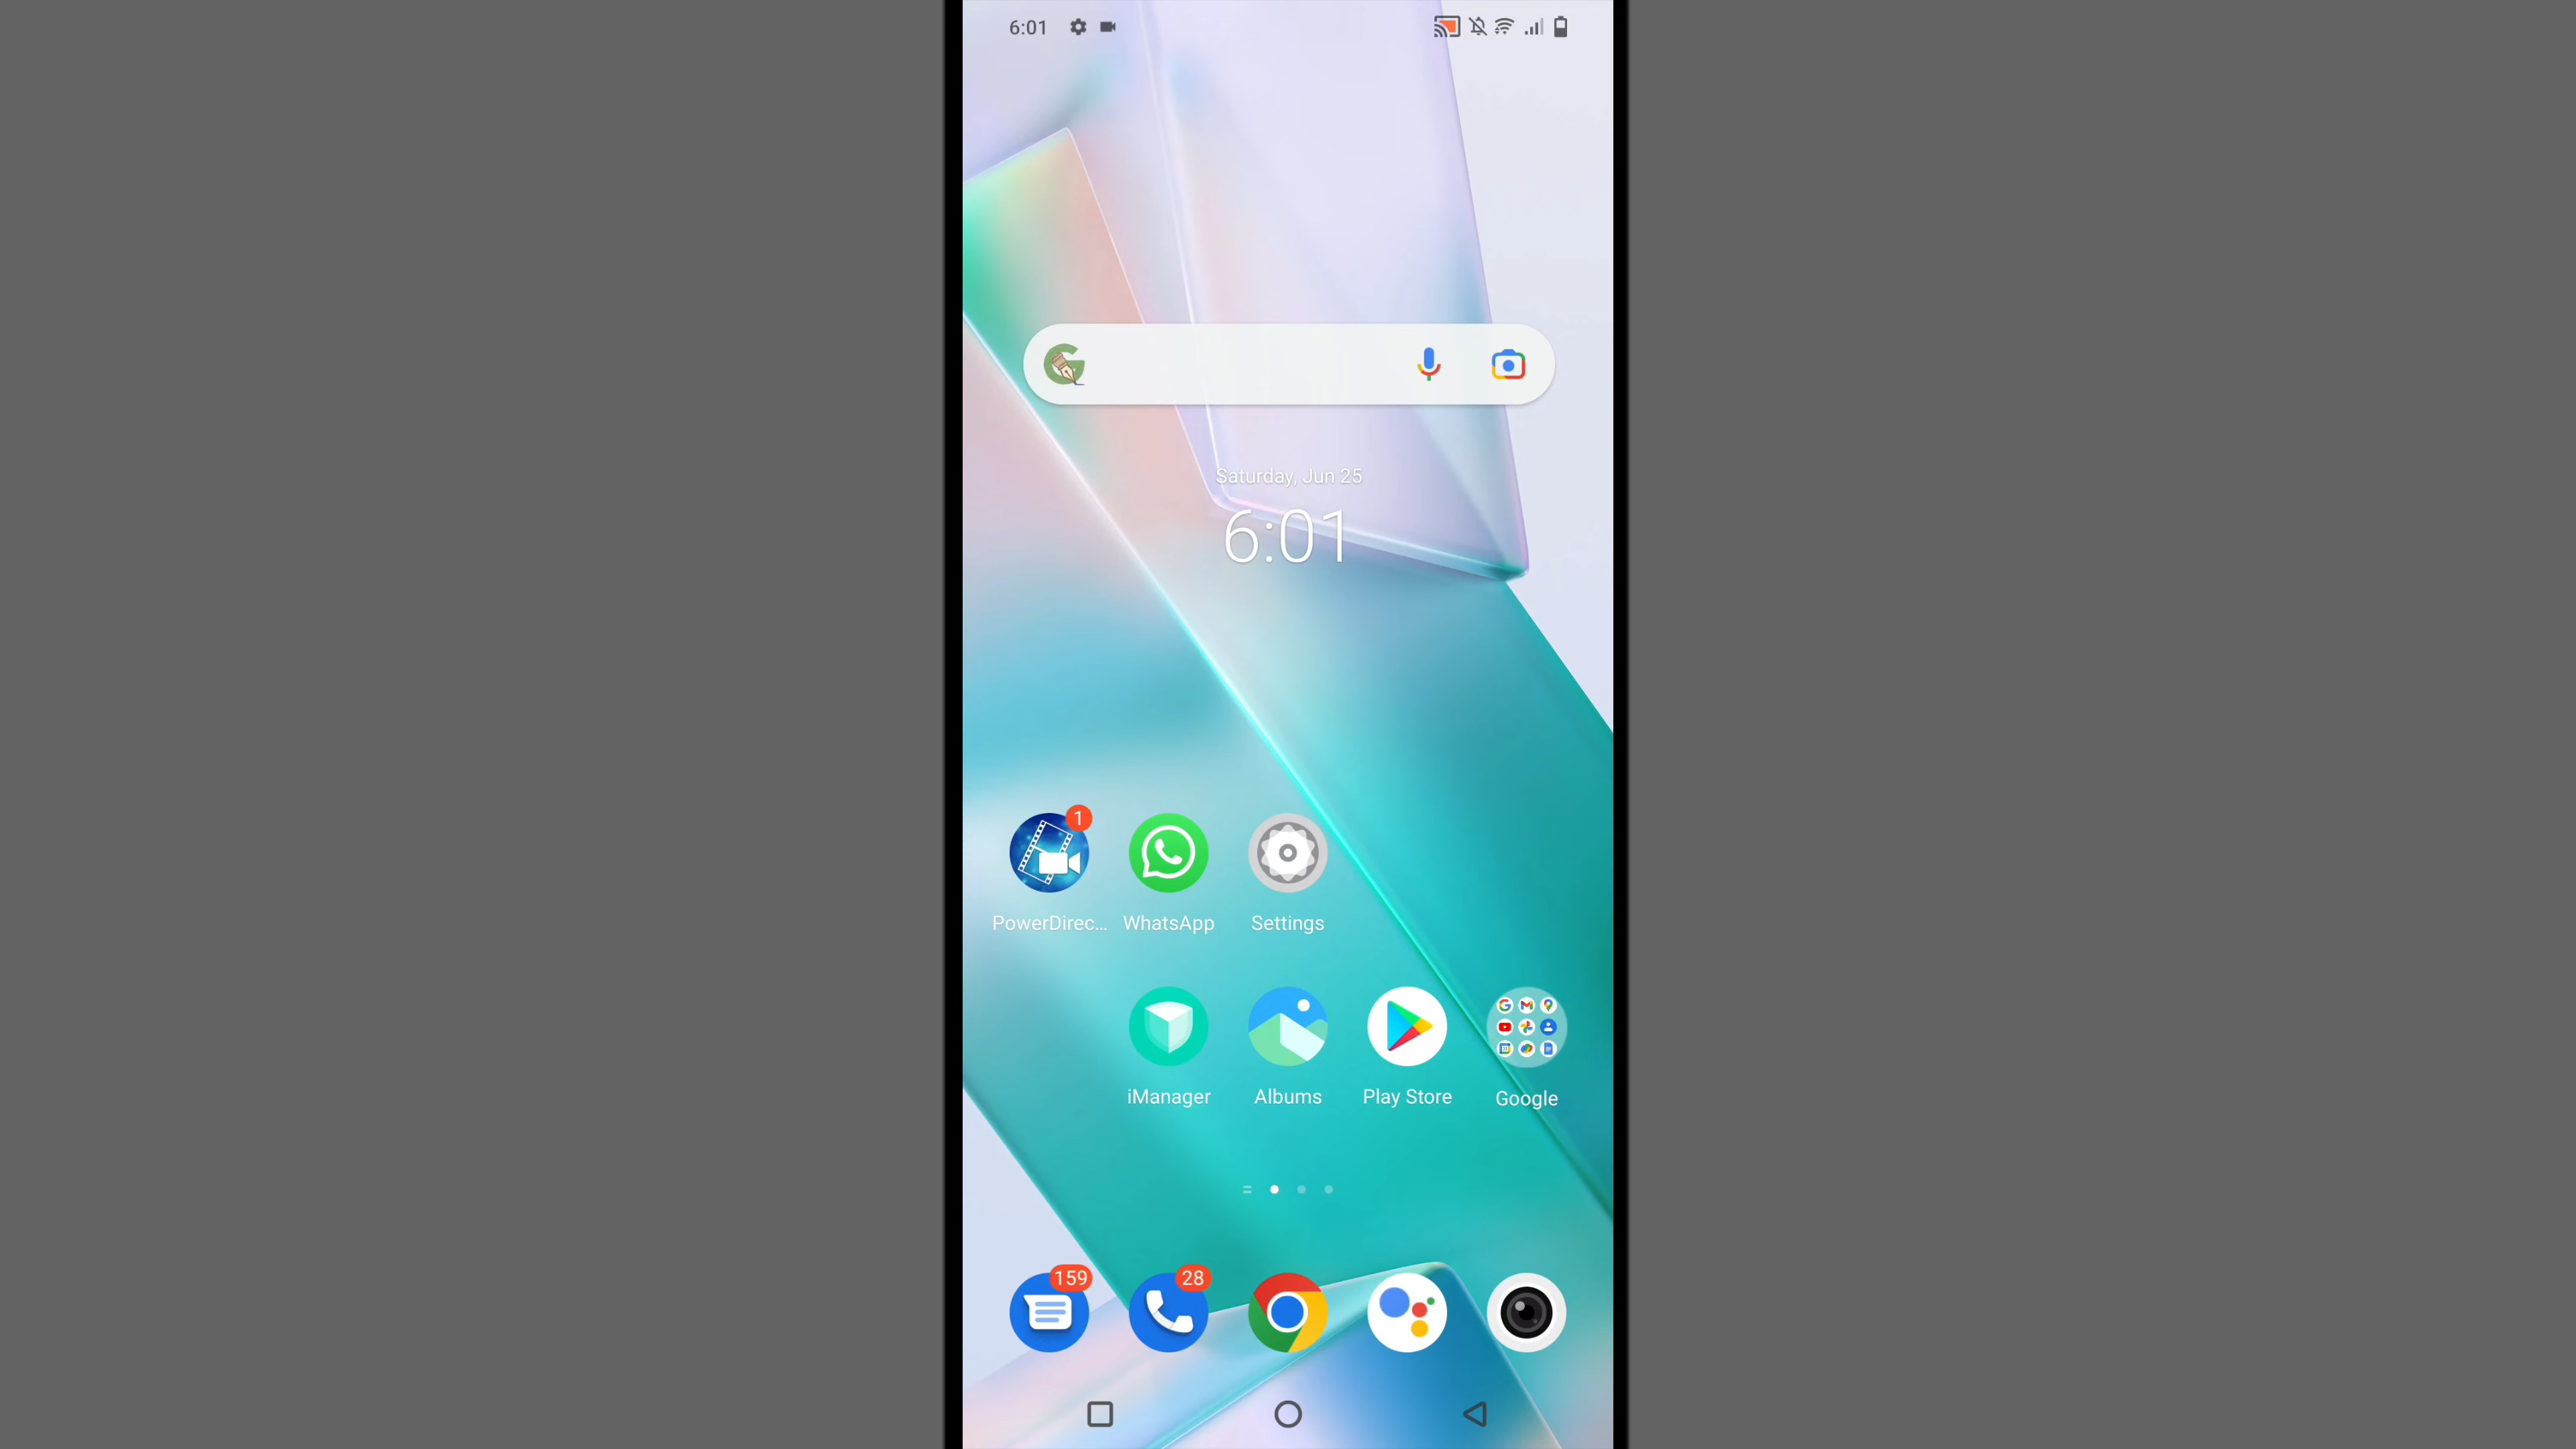 6:01
Saturday, Jun 25
6:01
1
PowerDirec...
WhatsApp
Settings
iManager
Albums
Play Store
Google
159
28